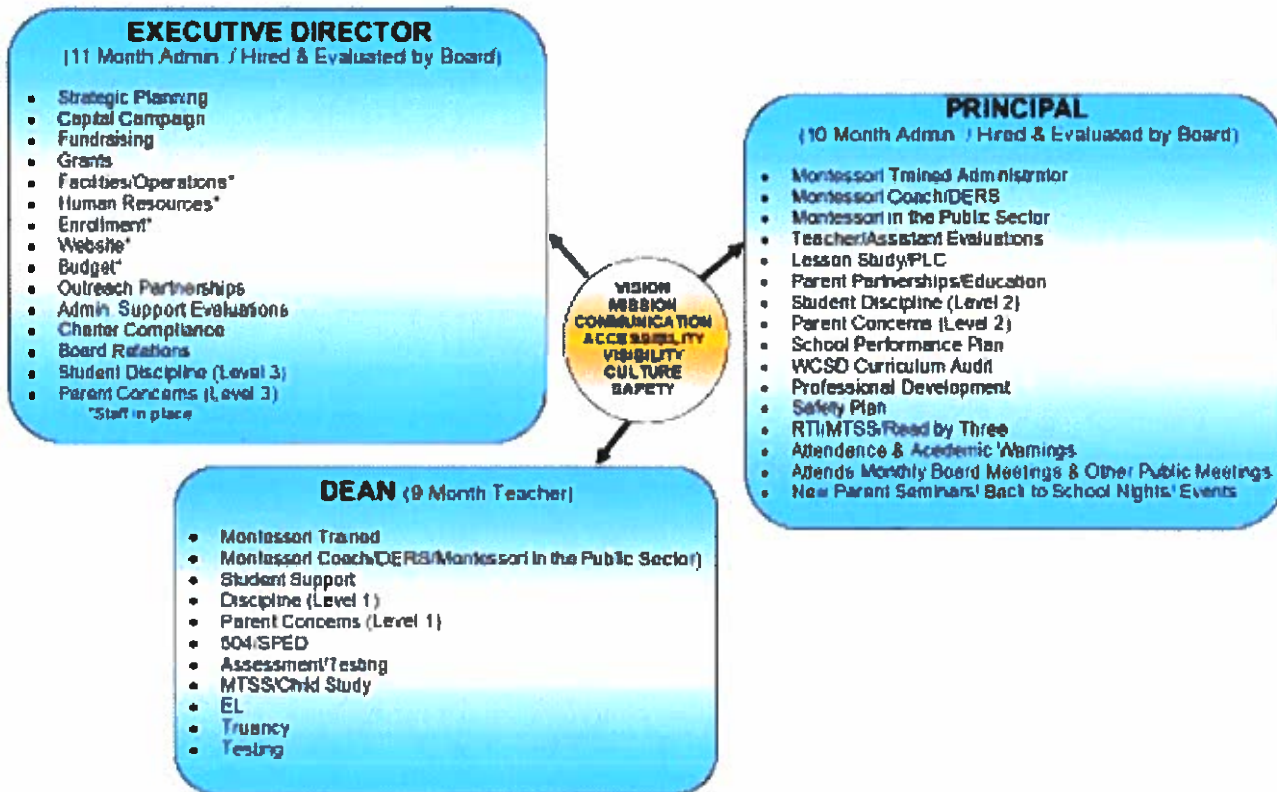 EXECUTIVE DIRECTOR
(11 Month Admin. / Hired & Evaluated by Board)
• Strategic Planning
• Capital Campaign
• Fundraising
• Grants
• Facilities/Operations*
• Human Resources*
• Enrollment*
• Website*
• Budget*
• Outreach Partnerships
• Admin. Support Evaluations
• Charter Compliance
• Board Relations
• Student Discipline (Level 3)
• Parent Concerns (Level 3)
*Staff in place
PRINCIPAL
(10 Month Admin. / Hired & Evaluated by Board)
• Montessori Trained Administrator
• Montessori Coach/DERS
• Montessori in the Public Sector
• Teacher/Assistant Evaluations
• Lesson Study/PLC
• Parent Partnerships/Education
• Student Discipline (Level 2)
• Parent Concerns (Level 2)
• School Performance Plan
• WCSD Curriculum Audit
• Professional Development
• Safety Plan
• RTI/MTSS/Read by Three
• Attendance & Academic Warnings
• Attends Monthly Board Meetings & Other Public Meetings
• New Parent Seminars/ Back to School Nights/ Events
VISION
MISSION
COMMUNICATION
ACCESSIBILITY
VISIBILITY
CULTURE
SAFETY
DEAN (9 Month Teacher)
• Montessori Trained
• Montessori Coach/DERS/Montessori in the Public Sector)
• Student Support
• Discipline (Level 1)
• Parent Concerns (Level 1)
• 504/SPED
• Assessment/Testing
• MTSS/Child Study
• EL
• Truancy
• Testing